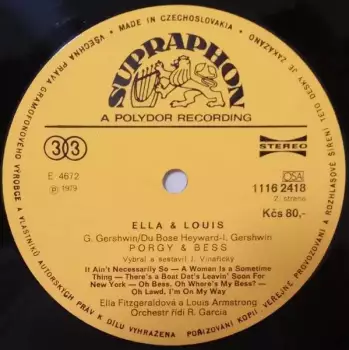 VŠECHNA PRÁVA GRAMOFONOVÉHO VÝROBCE A VLASTNÍKŮ AUTORSKÝCH PRÁV K DÍLU VYHRAŽENA
• MADE IN CZECHOSLOVAKIA •
POŘIZOVÁNÍ KOPIÍ, VEŘEJNÉ PROVOZOVÁNÍ A ROZHLASOVÉ ŠÍŘENÍ TÉTO DESKY JE ZAKÁZÁNO
SUPRAPHON
A POLYDOR RECORDING
33
STEREO
E 4672
Ⓟ 1979
OSA
1116 2418
2. strana
Kčs 80,-
ELLA & LOUIS
G. Gershwin/Du Bose Heyward-I. Gershwin
PORGY & BESS
Vybral a sestavil J. Vinařický
It Ain't Necessarily So — A Woman Is a Sometime
Thing — There's a Boat Dat's Leavin' Soon For
New York — Oh Bess, Oh Where's My Bess? —
Oh Lawd, I'm On My Way
Ella Fitzgeraldová a Louis Armstrong
Orchestr řídí R. Garcia